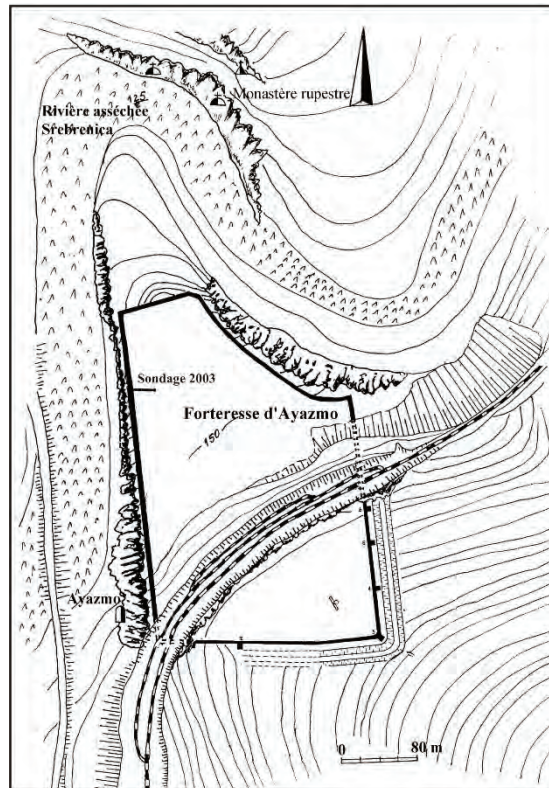 Monastère rupestre
Rivière asséchée
Srebrenica
Sondage 2003
Forteresse d'Ayazmo
150
Ayazmo
0 80 m